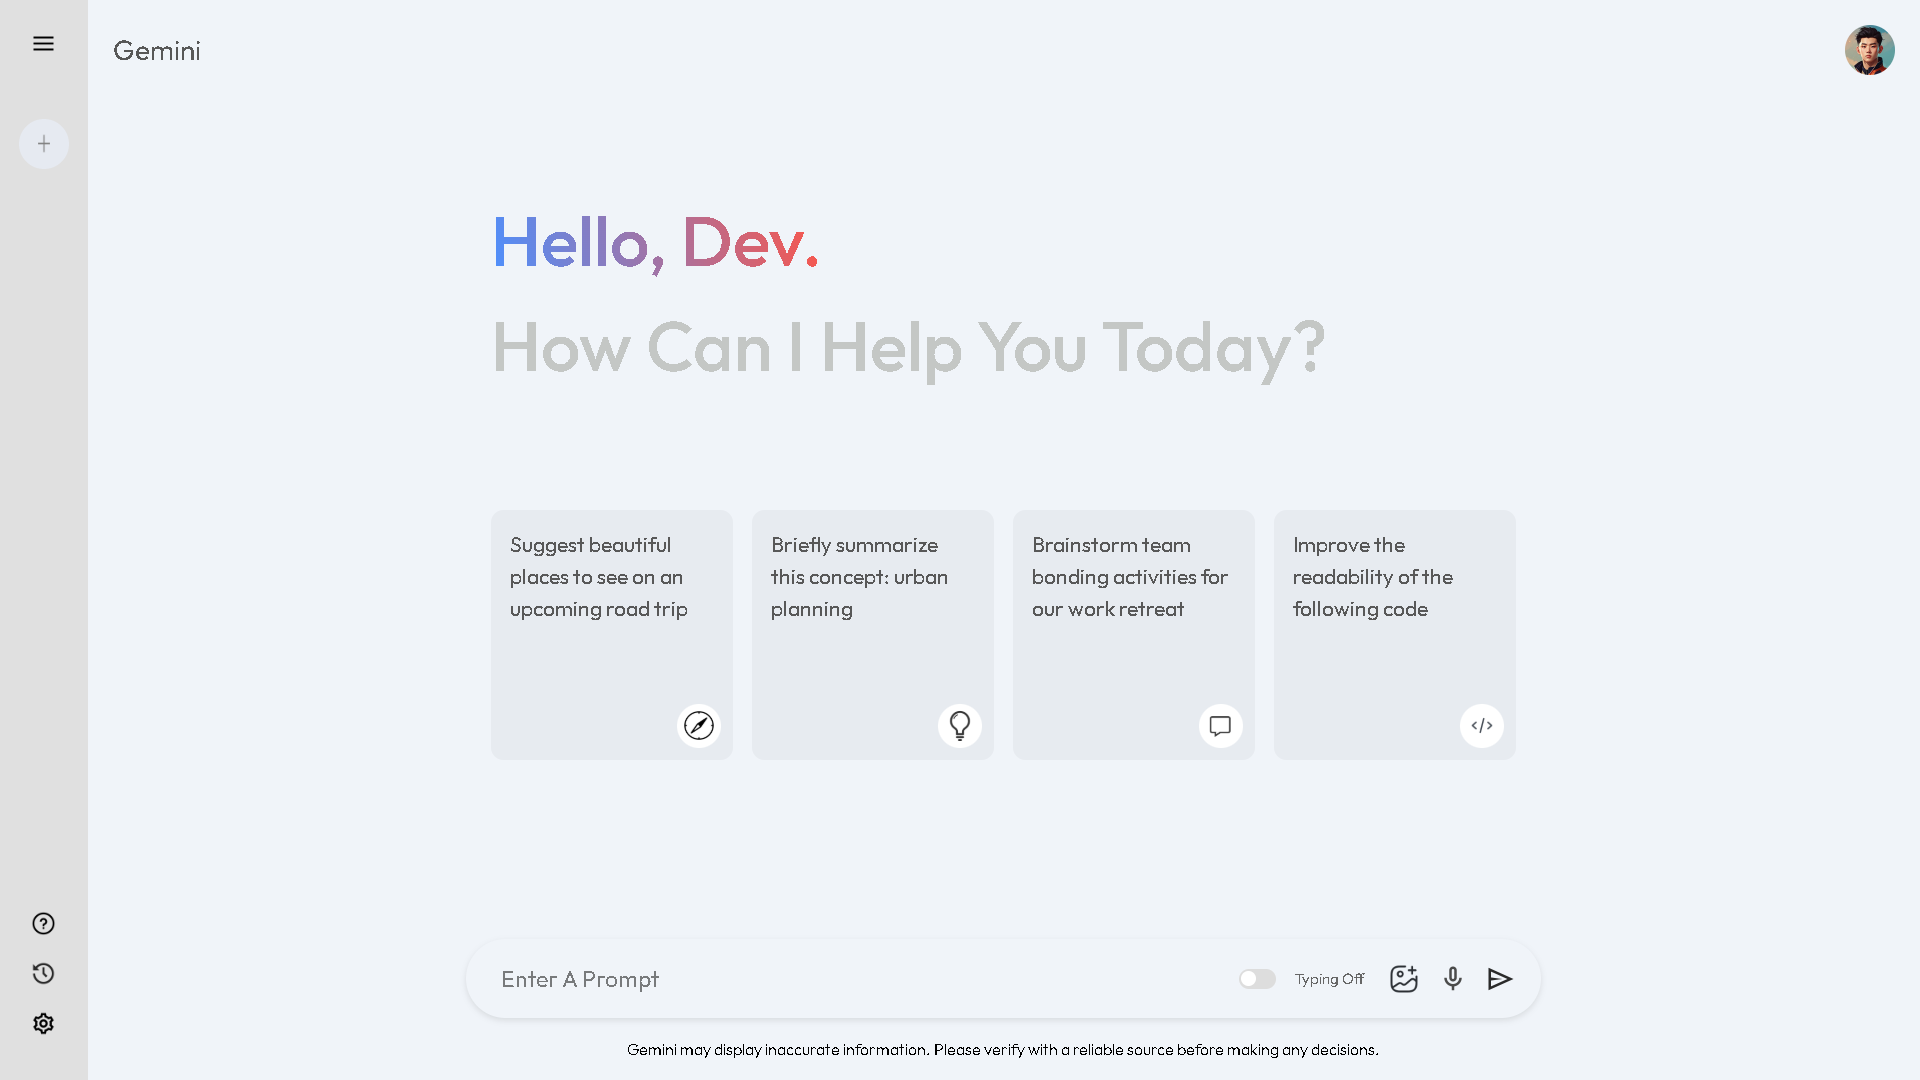 Gemini
Hello, Dev.
How Can I Help You Today?
Suggest beautiful
places to see on an
upcoming road trip
Briefly summarize
this concept: urban
planning
Brainstorm team
bonding activities for
our work retreat
Improve the
readability of the
following code
Enter A Prompt
Typing Off
Gemini may display inaccurate information. Please verify with a reliable source before making any decisions.